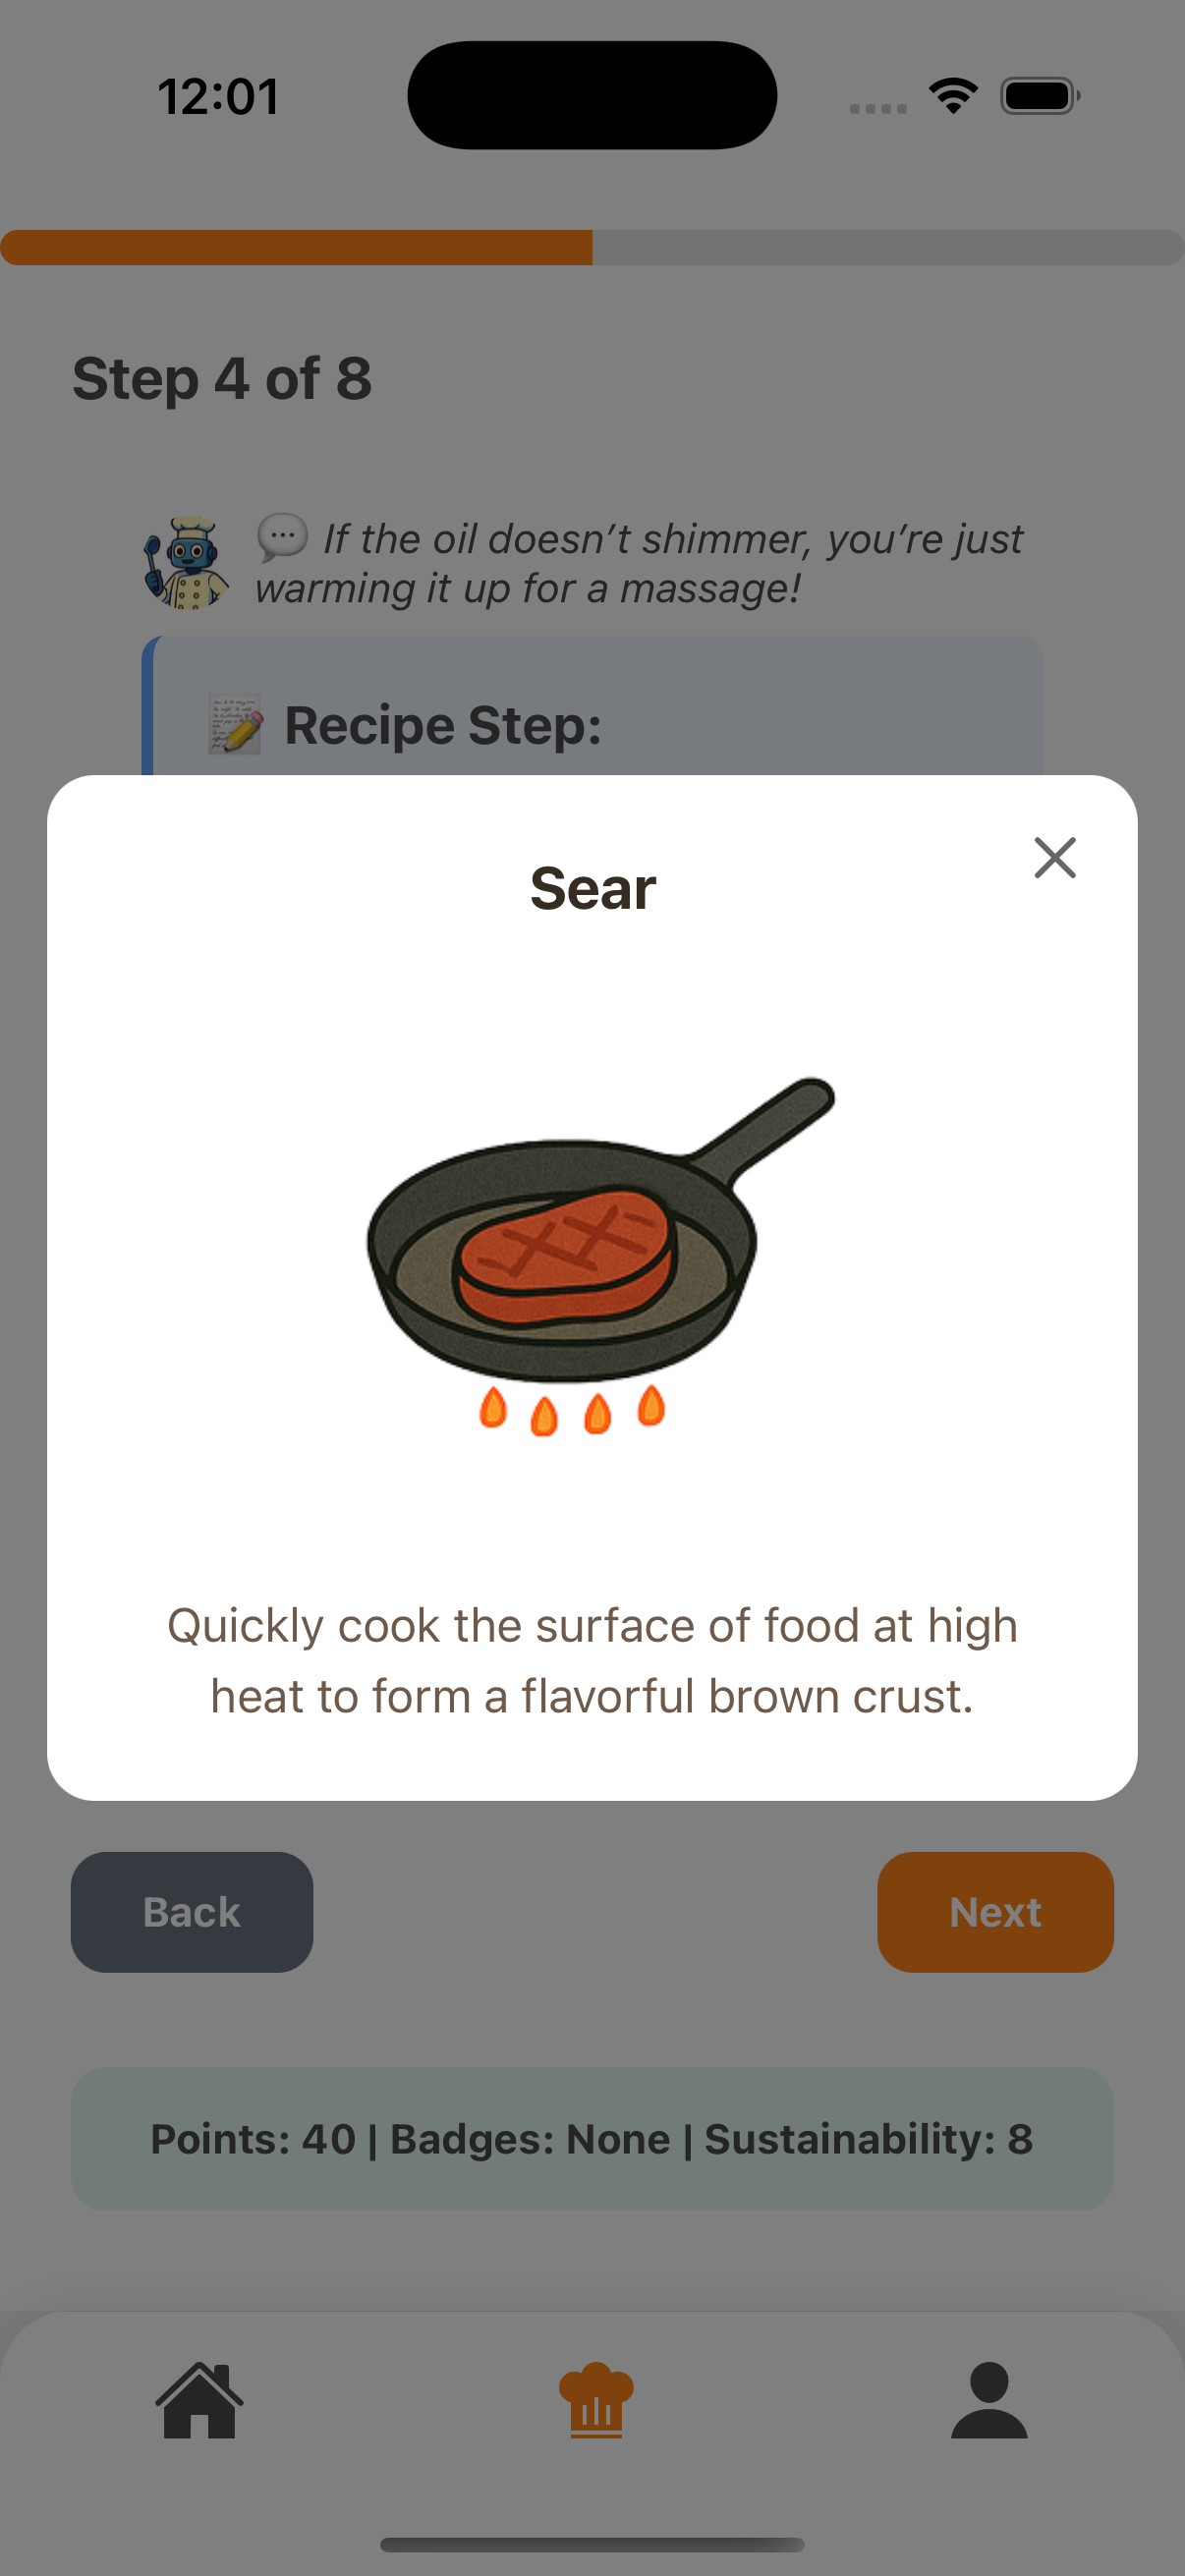 12:01
Step 4 of 8
💬 If the oil doesn’t shimmer, you’re just
warming it up for a massage!
📝 Recipe Step:
Sear
Quickly cook the surface of food at high
heat to form a flavorful brown crust.
Back
Next
Points: 40 | Badges: None | Sustainability: 8